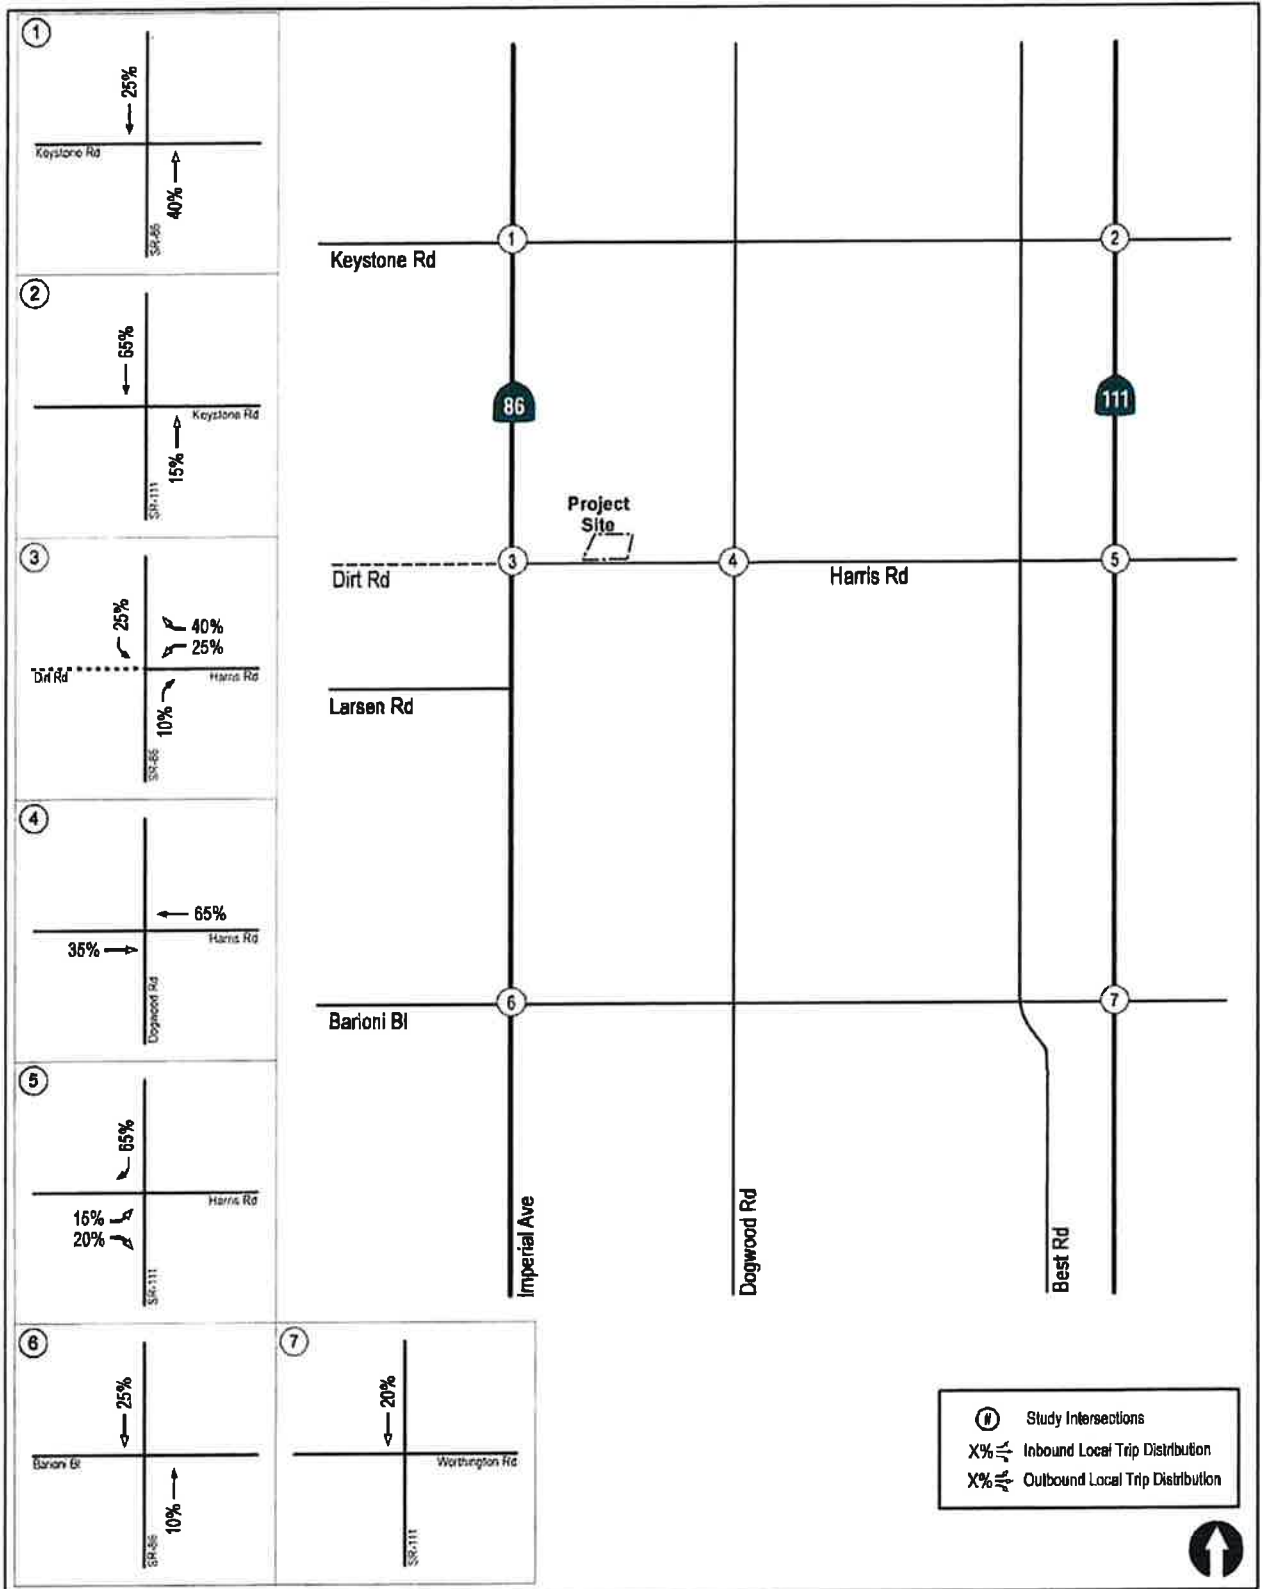 1
25%
Keystone Rd
40%
SR-86
2
65%
Keystone Rd
15%
SR-111
3
25%
40%
25%
Dirt Rd
Harris Rd
10%
SR-86
4
65%
35%
Harris Rd
Dogwood Rd
5
65%
Harris Rd
15%
20%
SR-111
6
25%
Barioni Bl
10%
SR-86
7
20%
Worthington Rd
SR-111
1
2
Keystone Rd
86
111
Project
Site
3
4
5
Dirt Rd
Harris Rd
Larsen Rd
6
7
Barioni Bl
Imperial Ave
Dogwood Rd
Best Rd
# Study Intersections
X% Inbound Local Trip Distribution
X% Outbound Local Trip Distribution